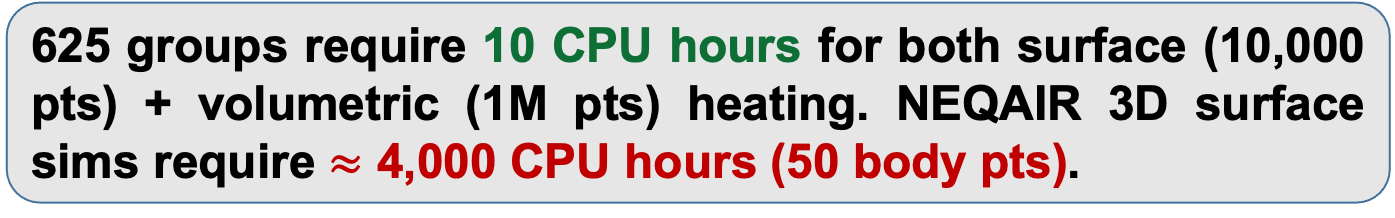 625 groups require 10 CPU hours for both surface (10,000
pts) + volumetric (1M pts) heating. NEQAIR 3D surface
sims require ≈ 4,000 CPU hours (50 body pts).